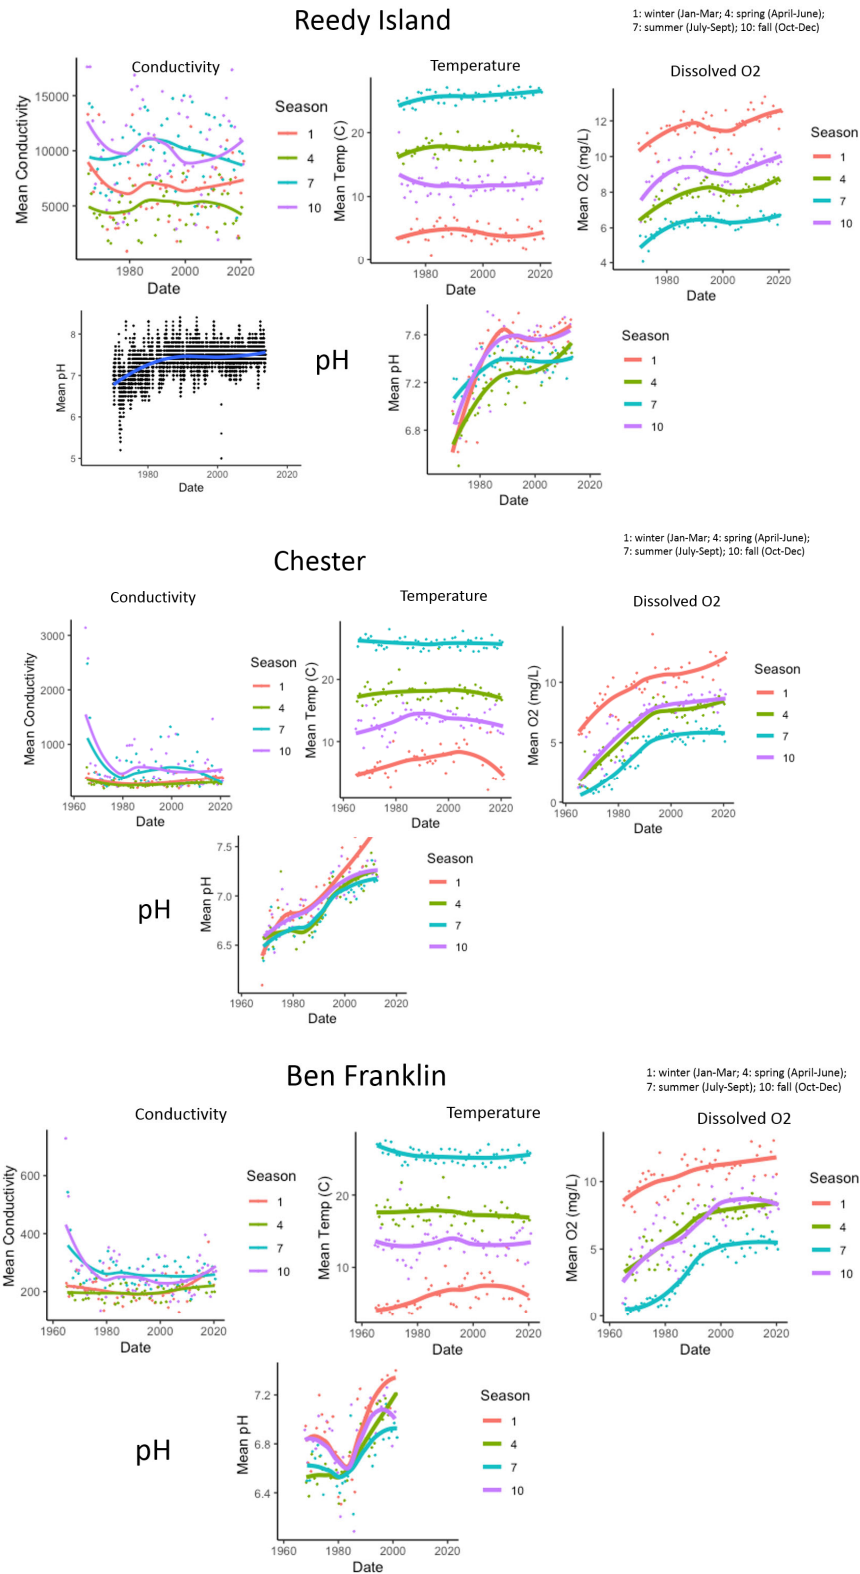 Reedy Island
1: winter (Jan-Mar; 4: spring (April-June);
7: summer (July-Sept); 10: fall (Oct-Dec)
Conductivity
Mean Conductivity
15000
10000
5000
1980 2000 2020
Date
Season
1
4
7
10
Temperature
Mean Temp (C)
20
10
0
1980 2000 2020
Date
Dissolved O2
Mean O2 (mg/L)
12
10
8
6
4
1980 2000 2020
Date
Season
1
4
7
10
Mean pH
8
7
6
5
1980 2000 2020
Date
pH
Mean pH
7.6
7.2
6.8
1980 2000 2020
Date
Season
1
4
7
10
Chester
1: winter (Jan-Mar; 4: spring (April-June);
7: summer (July-Sept); 10: fall (Oct-Dec)
Conductivity
Mean Conductivity
3000
2000
1000
1960 1980 2000 2020
Date
Season
1
4
7
10
Temperature
Mean Temp (C)
20
10
1960 1980 2000 2020
Date
Dissolved O2
Mean O2 (mg/L)
10
5
0
1960 1980 2000 2020
Date
Season
1
4
7
10
pH
Mean pH
7.5
7.0
6.5
1960 1980 2000 2020
Date
Season
1
4
7
10
Ben Franklin
1: winter (Jan-Mar; 4: spring (April-June);
7: summer (July-Sept); 10: fall (Oct-Dec)
Conductivity
Mean Conductivity
600
400
200
1960 1980 2000 2020
Date
Season
1
4
7
10
Temperature
Mean Temp (C)
20
10
1960 1980 2000 2020
Date
Dissolved O2
Mean O2 (mg/L)
10
5
0
1960 1980 2000 2020
Date
Season
1
4
7
10
pH
Mean pH
7.2
6.8
6.4
1960 1980 2000 2020
Date
Season
1
4
7
10